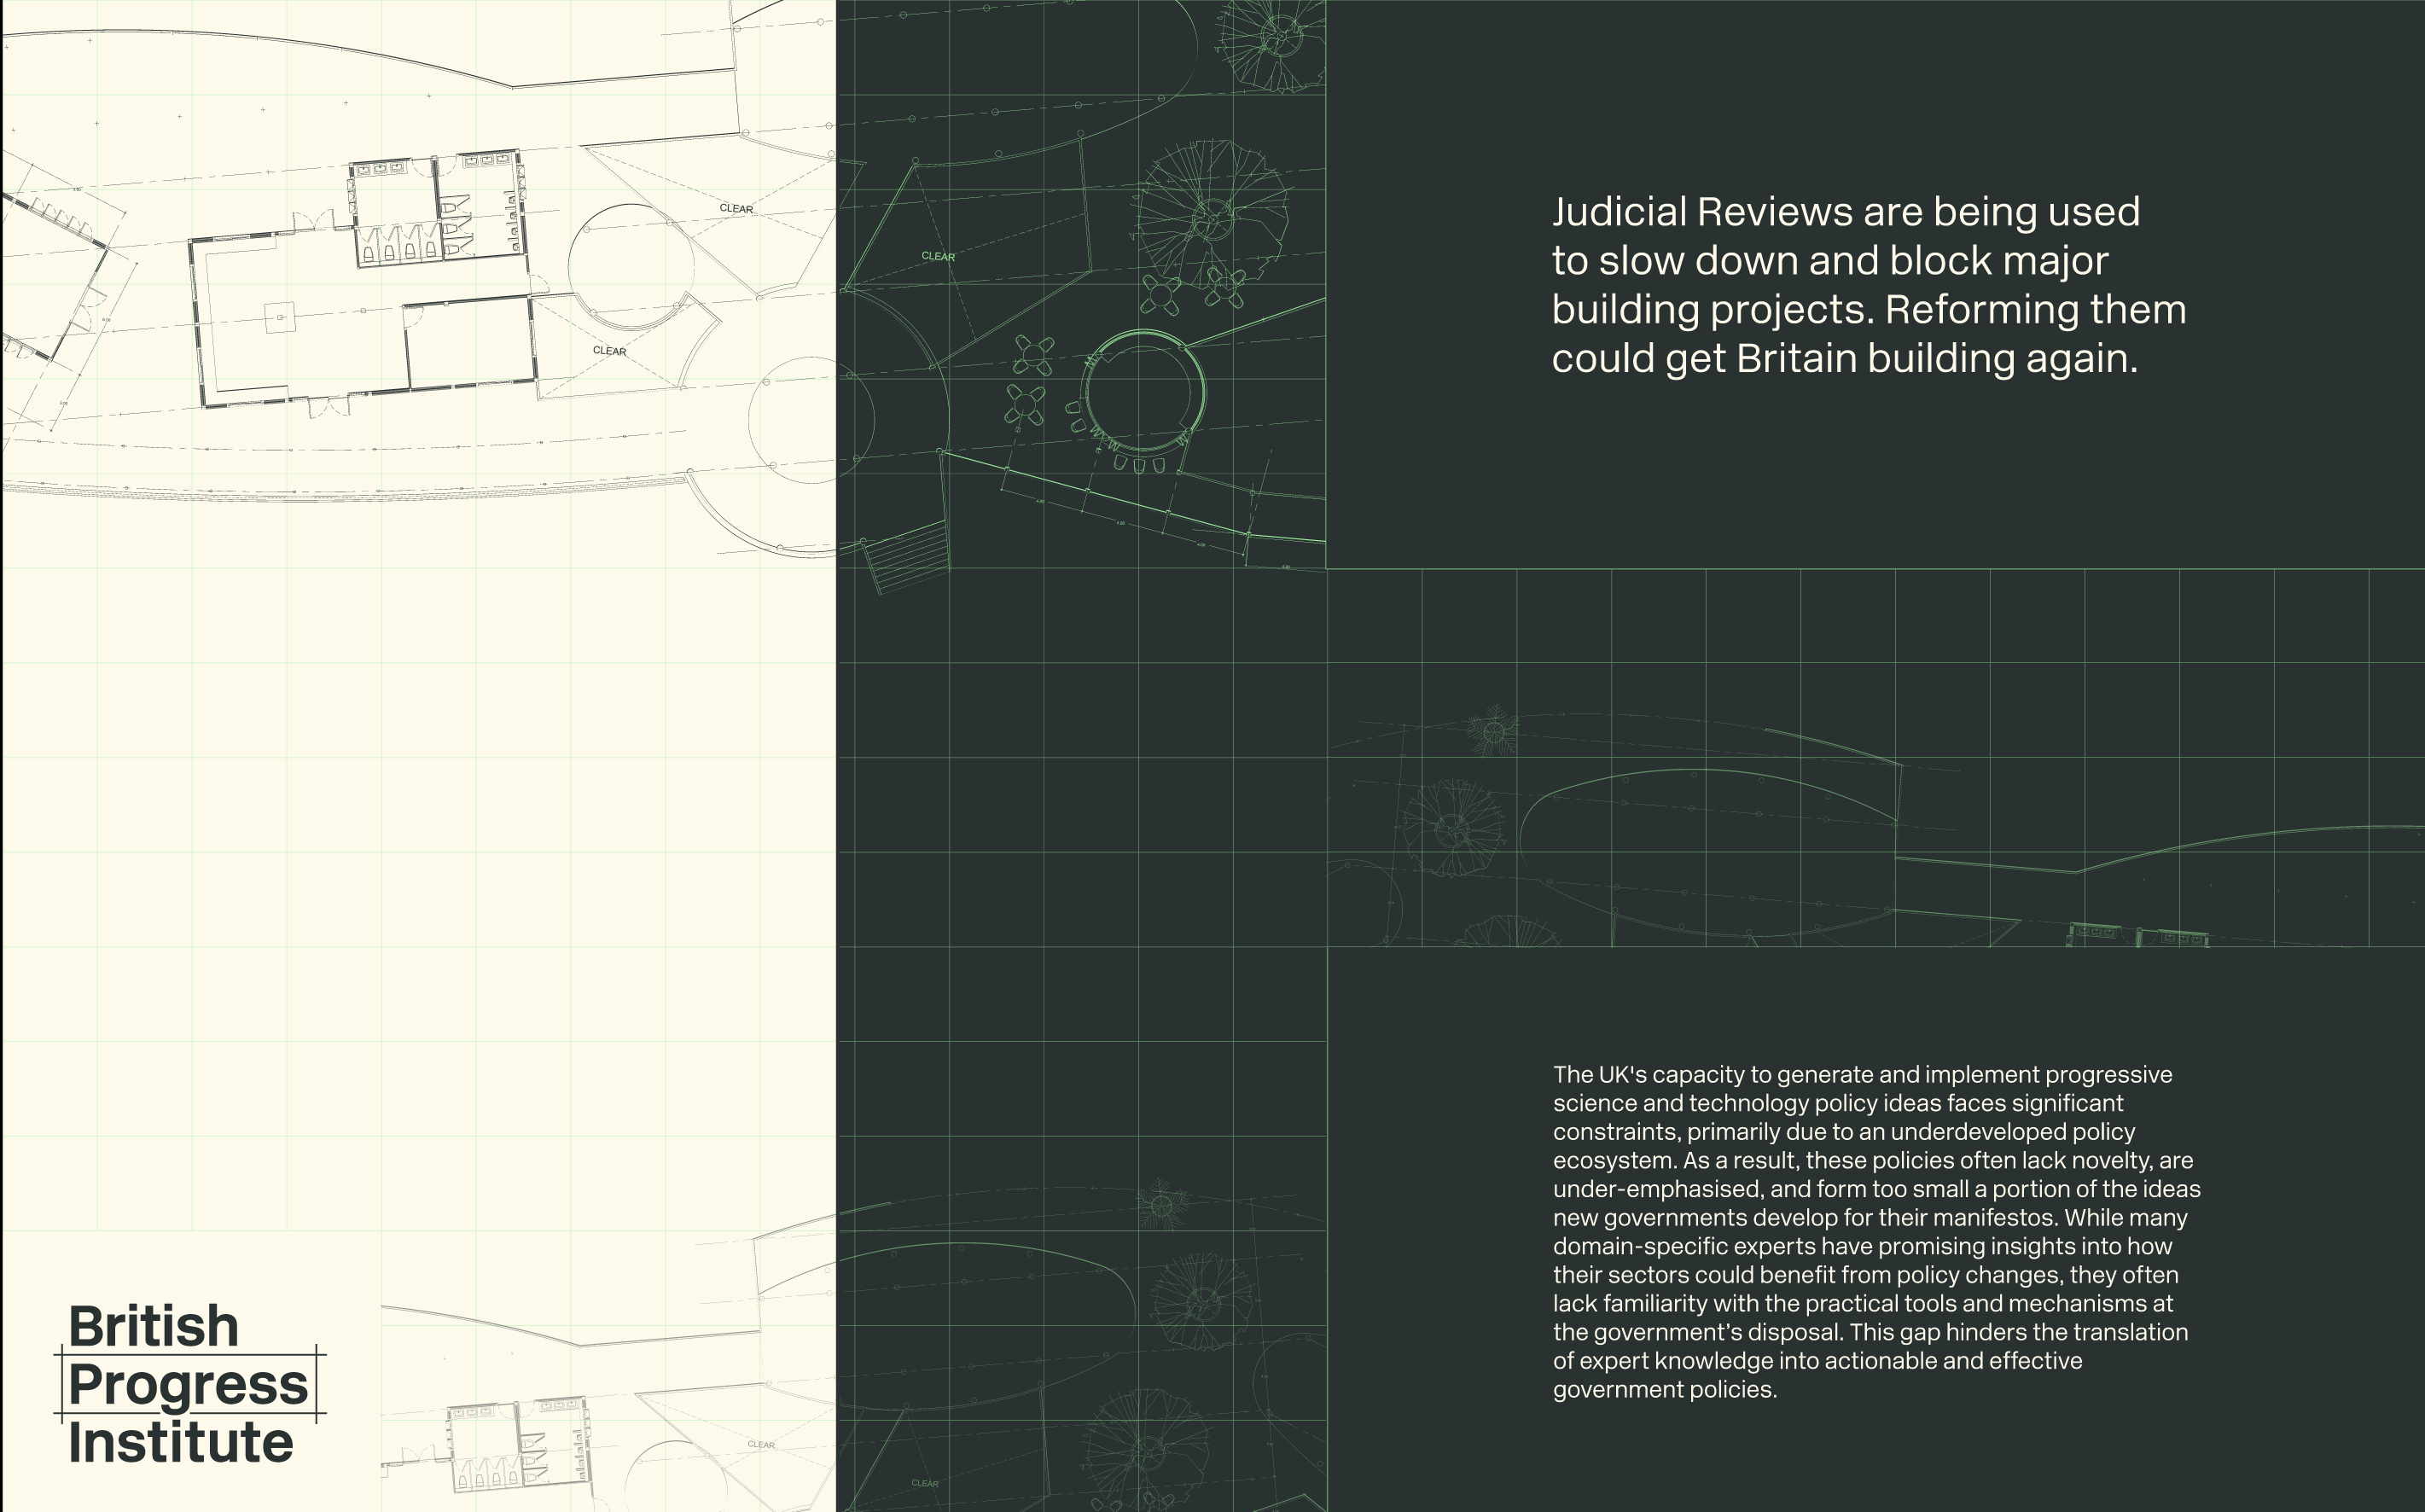 CLEAR
CLEAR
CLEAR
Judicial Reviews are being used
to slow down and block major
building projects. Reforming them
could get Britain building again.
The UK's capacity to generate and implement progressive
science and technology policy ideas faces significant
constraints, primarily due to an underdeveloped policy
ecosystem. As a result, these policies often lack novelty, are
under-emphasised, and form too small a portion of the ideas
new governments develop for their manifestos. While many
domain-specific experts have promising insights into how
their sectors could benefit from policy changes, they often
lack familiarity with the practical tools and mechanisms at
the government’s disposal. This gap hinders the translation
of expert knowledge into actionable and effective
government policies.
British
Progress
Institute
CLEAR
CLEAR